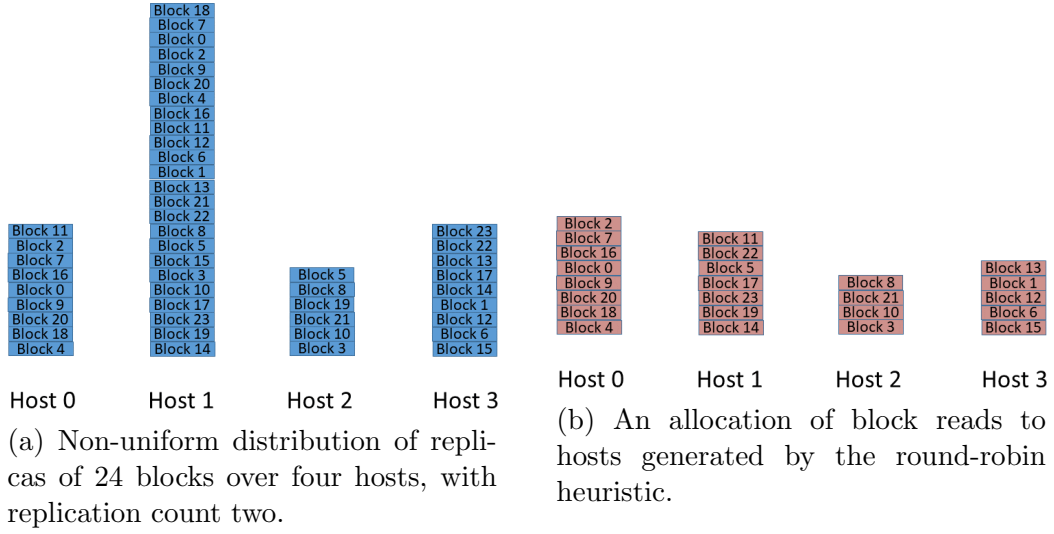 Block 18
Block 7
Block 0
Block 2
Block 9
Block 20
Block 4
Block 16
Block 11
Block 12
Block 6
Block 1
Block 13
Block 21
Block 22
Block 8
Block 5
Block 15
Block 3
Block 10
Block 17
Block 23
Block 19
Block 14
Block 11
Block 2
Block 7
Block 16
Block 0
Block 9
Block 20
Block 18
Block 4
Block 5
Block 8
Block 19
Block 21
Block 10
Block 3
Block 23
Block 22
Block 13
Block 17
Block 14
Block 1
Block 12
Block 6
Block 15
Host 0 Host 1 Host 2 Host 3
(a) Non-uniform distribution of repli-
cas of 24 blocks over four hosts, with
replication count two.
Block 2
Block 7
Block 16
Block 0
Block 9
Block 20
Block 18
Block 4
Block 11
Block 22
Block 5
Block 17
Block 23
Block 19
Block 14
Block 8
Block 21
Block 10
Block 3
Block 13
Block 1
Block 12
Block 6
Block 15
Host 0 Host 1 Host 2 Host 3
(b) An allocation of block reads to
hosts generated by the round-robin
heuristic.